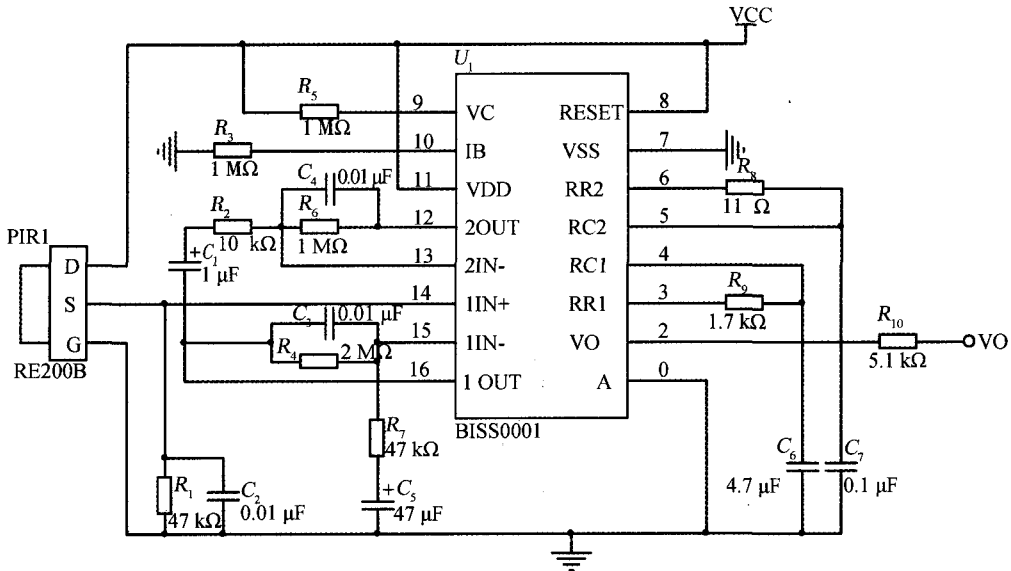 VCC
U1
R5
1 MΩ
9
VC
RESET
8
R3
1 MΩ
10
IB
VSS
7
C4
0.01 μF
11
VDD
RR2
6
R8
11 Ω
R2
10 kΩ
R6
1 MΩ
12
2OUT
RC2
5
PIR1
D
S
G
RE200B
+
C1
1 μF
13
2IN-
RC1
4
14
1IN+
RR1
3
R9
1.7 kΩ
C3
0.01 μF
R4
2 MΩ
15
1IN-
VO
2
R10
5.1 kΩ
VO
16
1 OUT
A
0
BISS0001
R7
47 kΩ
R1
47 kΩ
C2
0.01 μF
+
C5
47 μF
C6
4.7 μF
C7
0.1 μF